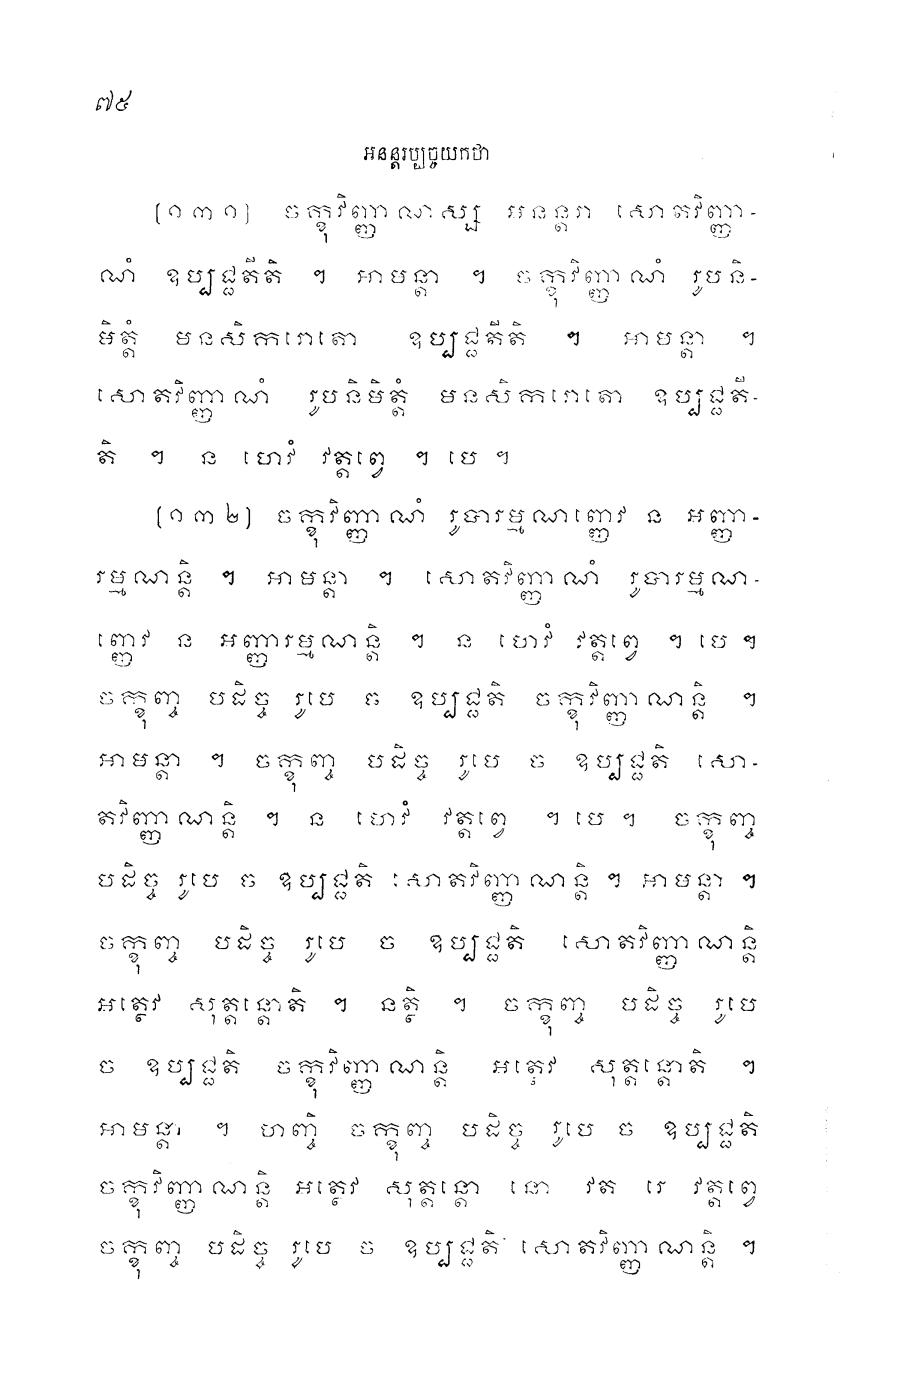 ៧៥
អនន្តរប្បច្ចយកថា
[១៣១] ចក្ខុវិញ្ញាណស្ស អនន្តរា សោតវិញ្ញា-
ណំ ឧប្បជ្ជតីតិ ។ អាមន្តា ។ ចក្ខុវិញ្ញាណំ រូបនិ-
មិត្តំ មនសិការោតោ ឧប្បជ្ជតីតិ ។ អាមន្តា ។
សោតវិញ្ញាណំ រូបនិមិត្តំ មនសិការោតោ ឧប្បជ្ជតី-
តិ ។ ន ហេវំ វត្តព្វេ ។ បេ ។
[១៣២] ចក្ខុវិញ្ញាណំ រូបារម្មណញ្ញេវ ន អញ្ញា-
រម្មណន្តិ ។ អាមន្តា ។ សោតវិញ្ញាណំ រូបារម្មណ-
ញ្ញេវ ន អញ្ញារម្មណន្តិ ។ ន ហេវំ វត្តព្វេ ។ បេ ។
ចក្ខុញ្ច បដិច្ច រូបេ ច ឧប្បជ្ជតិ ចក្ខុវិញ្ញាណន្តិ ។
អាមន្តា ។ ចក្ខុញ្ច បដិច្ច រូបេ ច ឧប្បជ្ជតិ សោ-
តវិញ្ញាណន្តិ ។ ន ហេវំ វត្តព្វេ ។ បេ ។ ចក្ខុញ្ច
បដិច្ច រូបេ ច ឧប្បជ្ជតិ សោតវិញ្ញាណន្តិ ។ អាមន្តា ។
ចក្ខុញ្ច បដិច្ច រូបេ ច ឧប្បជ្ជតិ សោតវិញ្ញាណន្តិ
អត្ថេវ សុត្តន្តោតិ ។ នត្ថិ ។ ចក្ខុញ្ច បដិច្ច រូបេ
ច ឧប្បជ្ជតិ ចក្ខុវិញ្ញាណន្តិ អត្ថេវ សុត្តន្តោតិ ។
អាមន្តា ។ ហញ្ចិ ចក្ខុញ្ច បដិច្ច រូបេ ច ឧប្បជ្ជតិ
ចក្ខុវិញ្ញាណន្តិ អត្ថេវ សុត្តន្តោ នោ វត រេ វត្តព្វេ
ចក្ខុញ្ច បដិច្ច រូបេ ច ឧប្បជ្ជតិ សោតវិញ្ញាណន្តិ ។